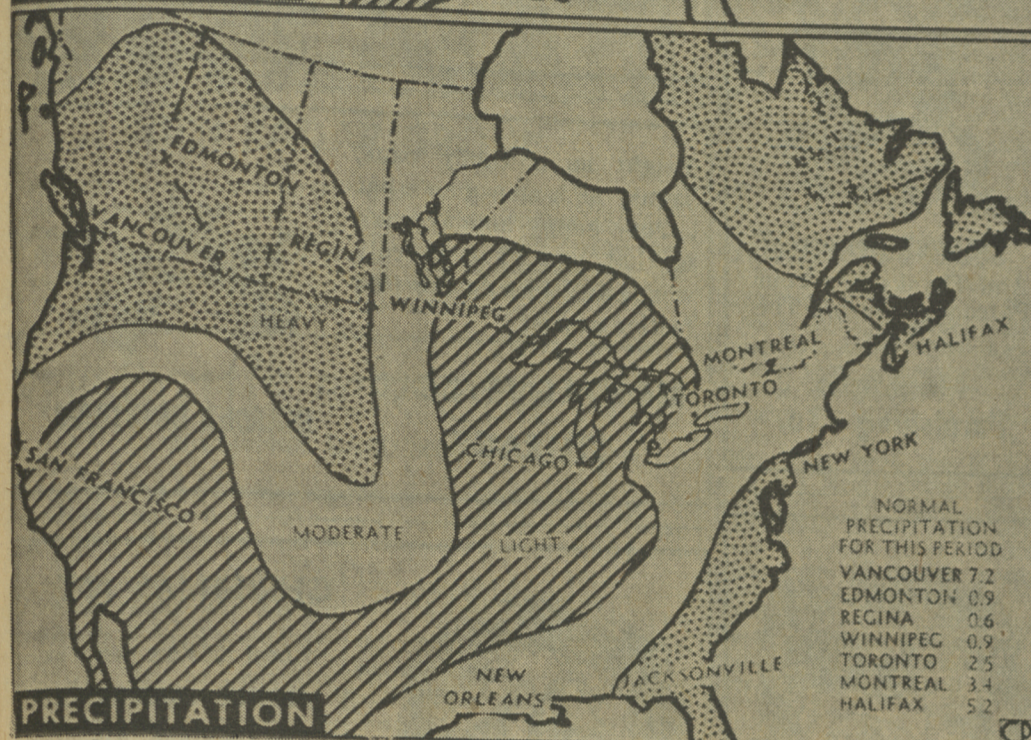 EDMONTON
VANCOUVER
REGINA
WINNIPEG
HEAVY
MONTREAL
HALIFAX
TORONTO
CHICAGO
NEW YORK
SAN FRANCISCO
MODERATE
LIGHT
NORMAL
PRECIPITATION
FOR THIS PERIOD
VANCOUVER 7.2
EDMONTON 0.9
REGINA 0.6
WINNIPEG 0.9
TORONTO 2.5
MONTREAL 3.4
HALIFAX 5.2
NEW
ORLEANS
JACKSONVILLE
PRECIPITATION